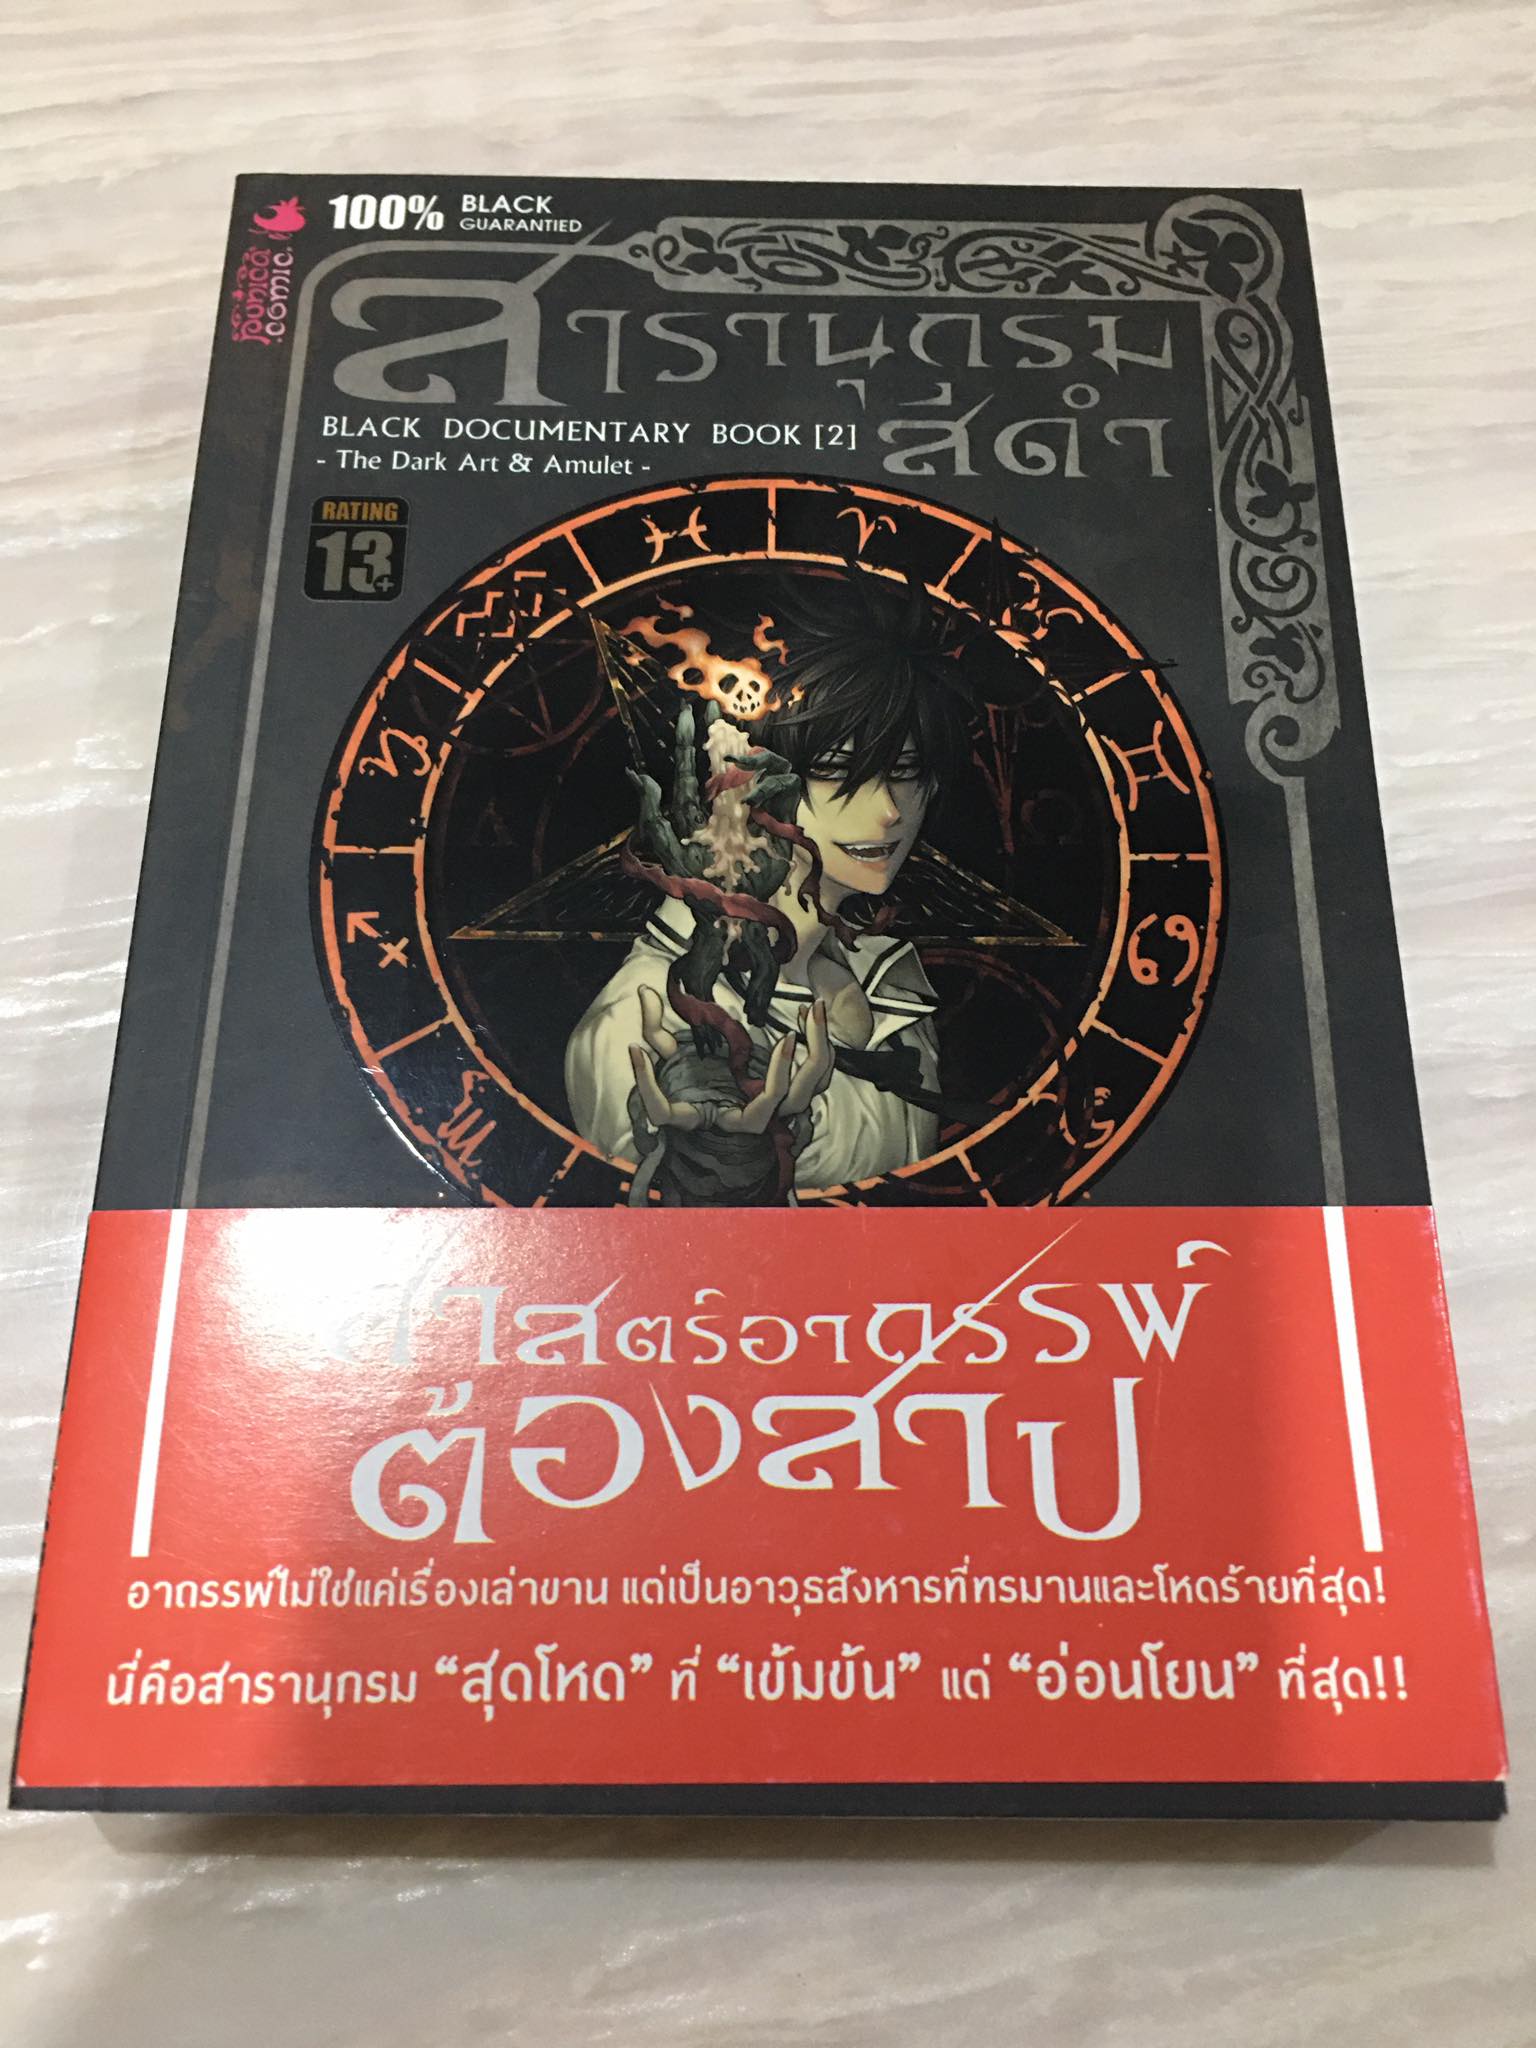 100% BLACK
GUARANTIED
พูนิก้า
.comic.
สารานุกรม
สีดำ
BLACK DOCUMENTARY BOOK [2]
- The Dark Art & Amulet -
RATING
13+
ศาสตร์อาถรรพ์
ต้องสาป
อาถรรพ์ไม่ใช่แค่เรื่องเล่าขาน แต่เป็นอาวุธสังหารที่ทรมานและโหดร้ายที่สุด!
นี่คือสารานุกรม “สุดโหด” ที่ “เข้มข้น” แต่ “อ่อนโยน” ที่สุด!!